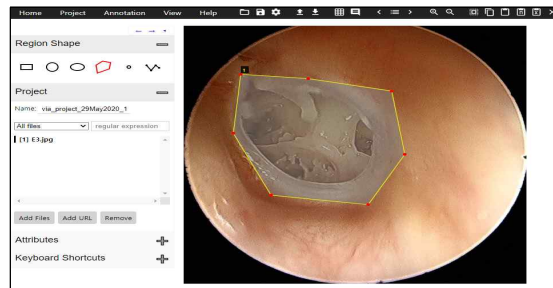 Home Project Annotation View Help
Region Shape
Project
Name: via_project_29May2020_1
All files regular expression
[1] E3.jpg
Add Files Add URL Remove
Attributes
Keyboard Shortcuts
1